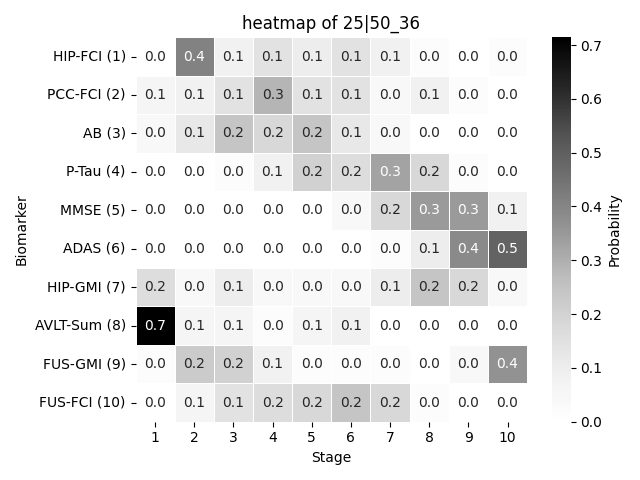 heatmap of 25|50_36
HIP-FCI (1) 0.0 0.4 0.1 0.1 0.1 0.1 0.1 0.0 0.0 0.0
PCC-FCI (2) 0.1 0.1 0.1 0.3 0.1 0.1 0.0 0.1 0.0 0.0
AB (3) 0.0 0.1 0.2 0.2 0.2 0.1 0.0 0.0 0.0 0.0
P-Tau (4) 0.0 0.0 0.0 0.1 0.2 0.2 0.3 0.2 0.0 0.0
MMSE (5) 0.0 0.0 0.0 0.0 0.0 0.0 0.2 0.3 0.3 0.1
ADAS (6) 0.0 0.0 0.0 0.0 0.0 0.0 0.0 0.1 0.4 0.5
HIP-GMI (7) 0.2 0.0 0.1 0.0 0.0 0.0 0.1 0.2 0.2 0.0
AVLT-Sum (8) 0.7 0.1 0.1 0.0 0.1 0.1 0.0 0.0 0.0 0.0
FUS-GMI (9) 0.0 0.2 0.2 0.1 0.0 0.0 0.0 0.0 0.0 0.4
FUS-FCI (10) 0.0 0.1 0.1 0.2 0.2 0.2 0.2 0.0 0.0 0.0
1 2 3 4 5 6 7 8 9 10
Stage
Biomarker
0.7
0.6
0.5
0.4
0.3
0.2
0.1
0.0
Probability